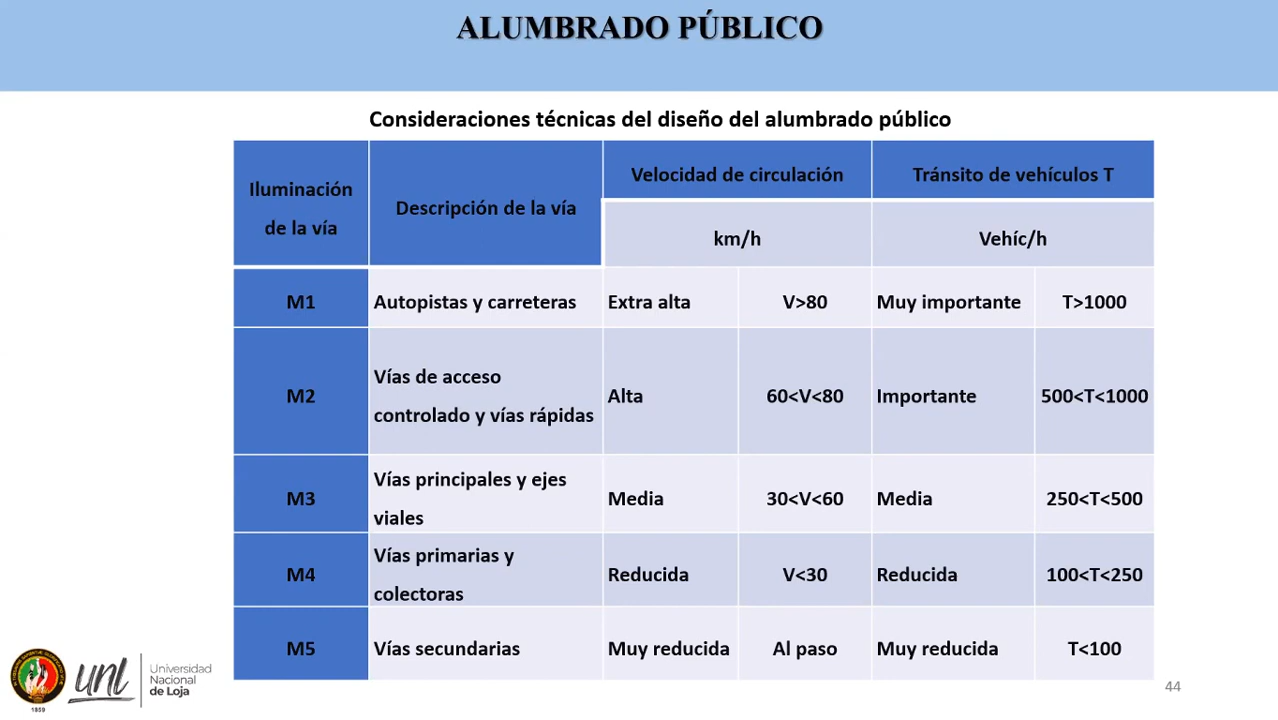 ALUMBRADO PÚBLICO
Consideraciones técnicas del diseño del alumbrado público
Iluminación
de la vía
Descripción de la vía
Velocidad de circulación
Tránsito de vehículos T
km/h
Vehíc/h
M1
Autopistas y carreteras
Extra alta
V>80
Muy importante
T>1000
M2
Vías de acceso
controlado y vías rápidas
Alta
60<V<80
Importante
500<T<1000
M3
Vías principales y ejes
viales
Media
30<V<60
Media
250<T<500
M4
Vías primarias y
colectoras
Reducida
V<30
Reducida
100<T<250
M5
Vías secundarias
Muy reducida
Al paso
Muy reducida
T<100
1859
unl
Universidad
Nacional
de Loja
44